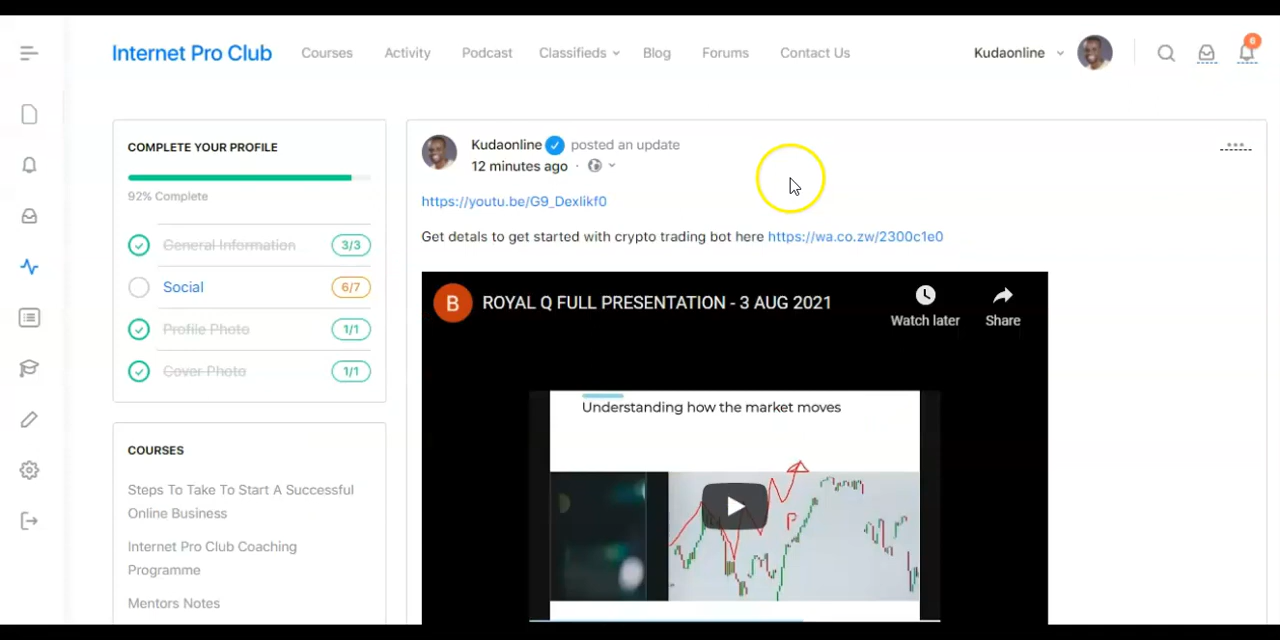 Internet Pro Club Courses Activity Podcast Classifieds Blog Forums Contact Us Kudaonline 6
COMPLETE YOUR PROFILE
92% Complete
General Information 3/3
Social 6/7
Profile Photo 1/1
Cover Photo 1/1
COURSES
Steps To Take To Start A Successful
Online Business
Internet Pro Club Coaching
Programme
Mentors Notes
Kudaonline posted an update
12 minutes ago
https://youtu.be/G9_Dexlikf0
Get detals to get started with crypto trading bot here https://wa.co.zw/2300c1e0
B ROYAL Q FULL PRESENTATION - 3 AUG 2021
Watch later Share
Understanding how the market moves
P